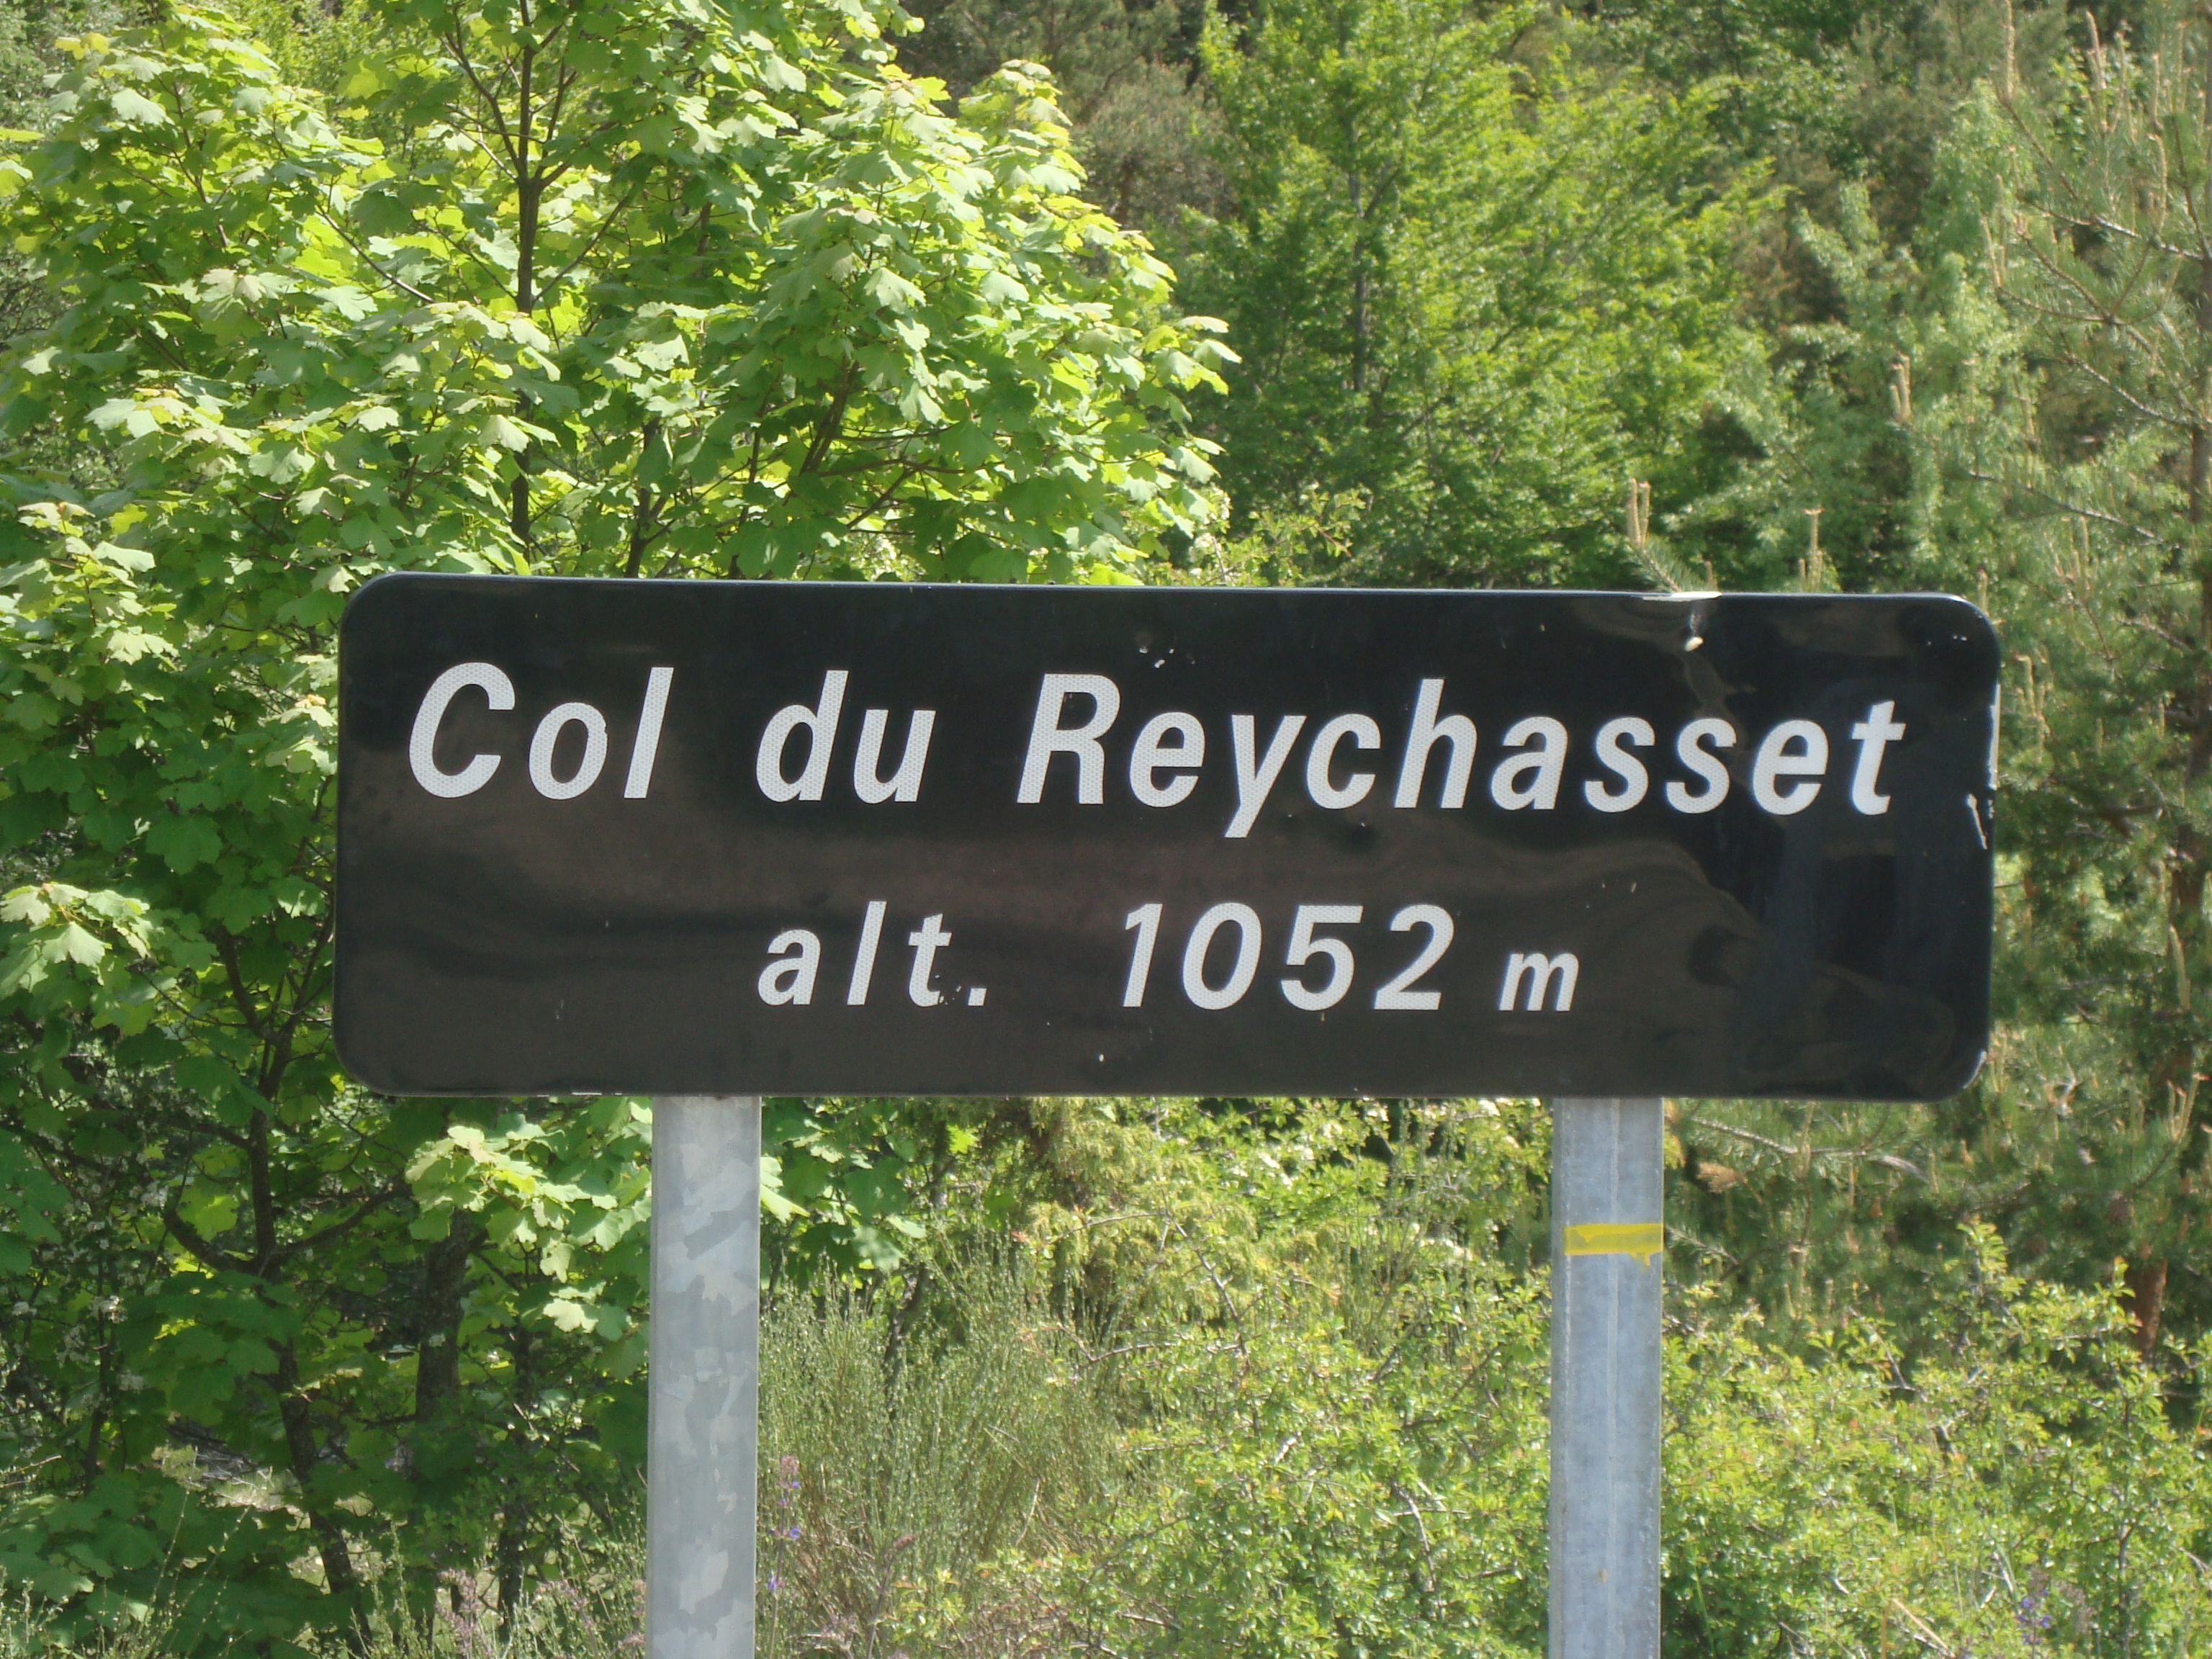 Col du Reychasset
alt. 1052 m